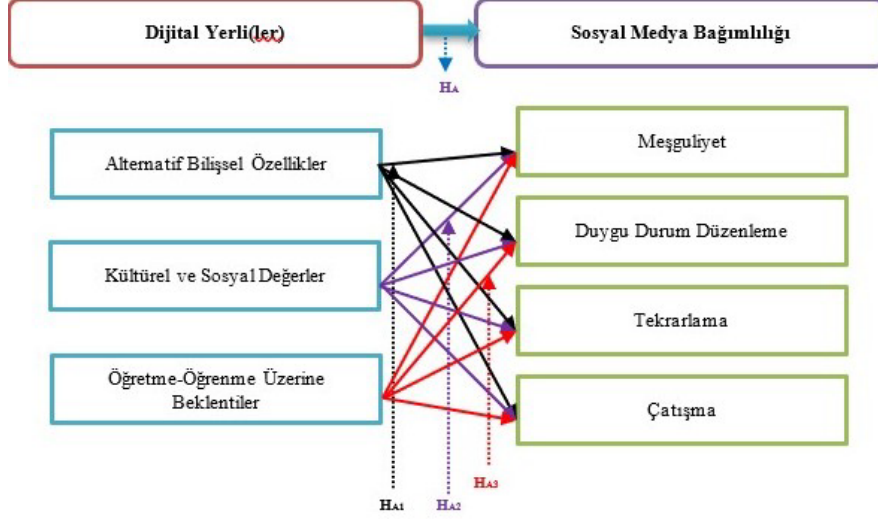 Dijital Yerli(ler)
Sosyal Medya Bağımlılığı
HA
Alternatif Bilişsel Özellikler
Kültürel ve Sosyal Değerler
Öğretme-Öğrenme Üzerine
Beklentiler
Meşguliyet
Duygu Durum Düzenleme
Tekrarlama
Çatışma
HA1
HA2
HA3